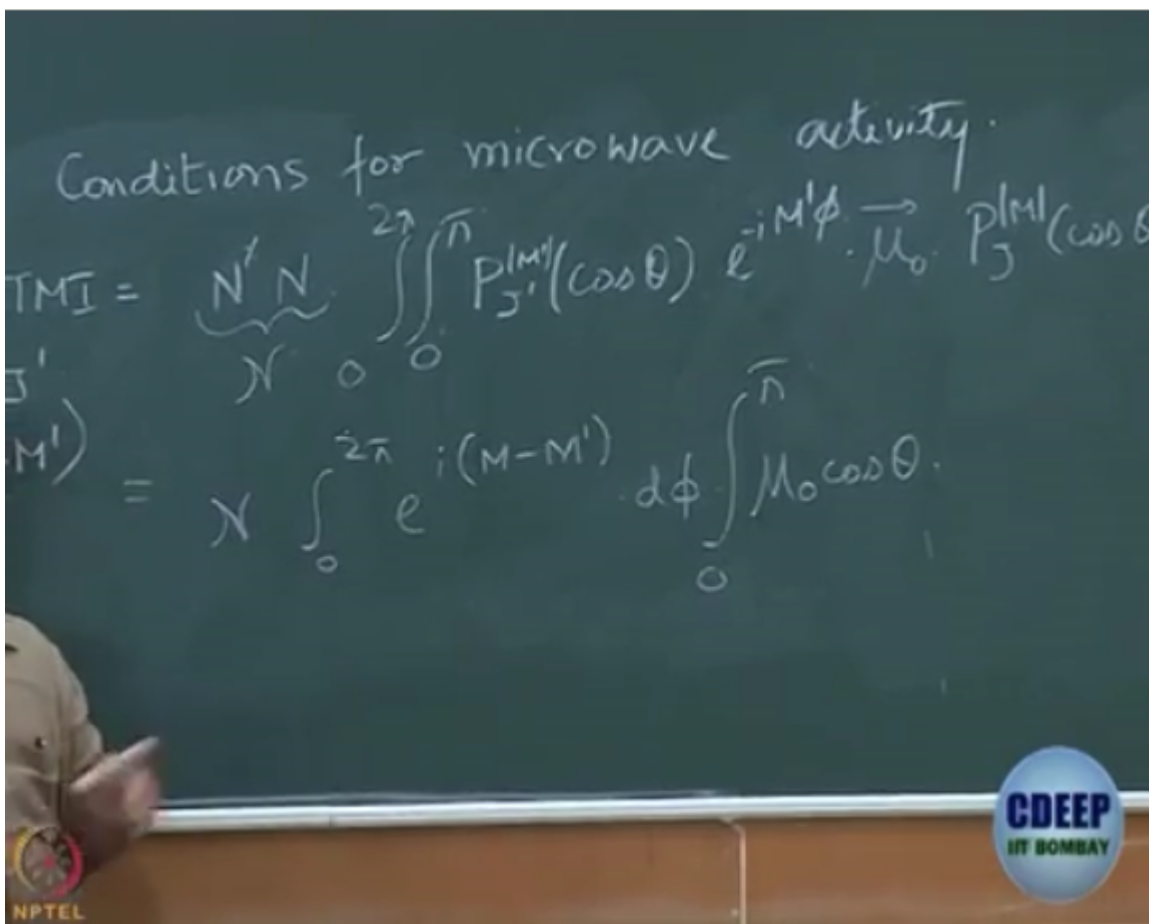 Conditions for microwave activity.
TMI = N' N ∫₀^{2π} ∫₀^{π} P_{J'}^{|M'|}(cos θ) e^{-iM'φ} . μ₀⃗ . P_J^{|M|}(cos θ
J' N
M') = N ∫₀^{2π} e^{i(M-M')} dφ ∫₀^{π} μ₀ cos θ.
CDEEP
IIT BOMBAY
NPTEL